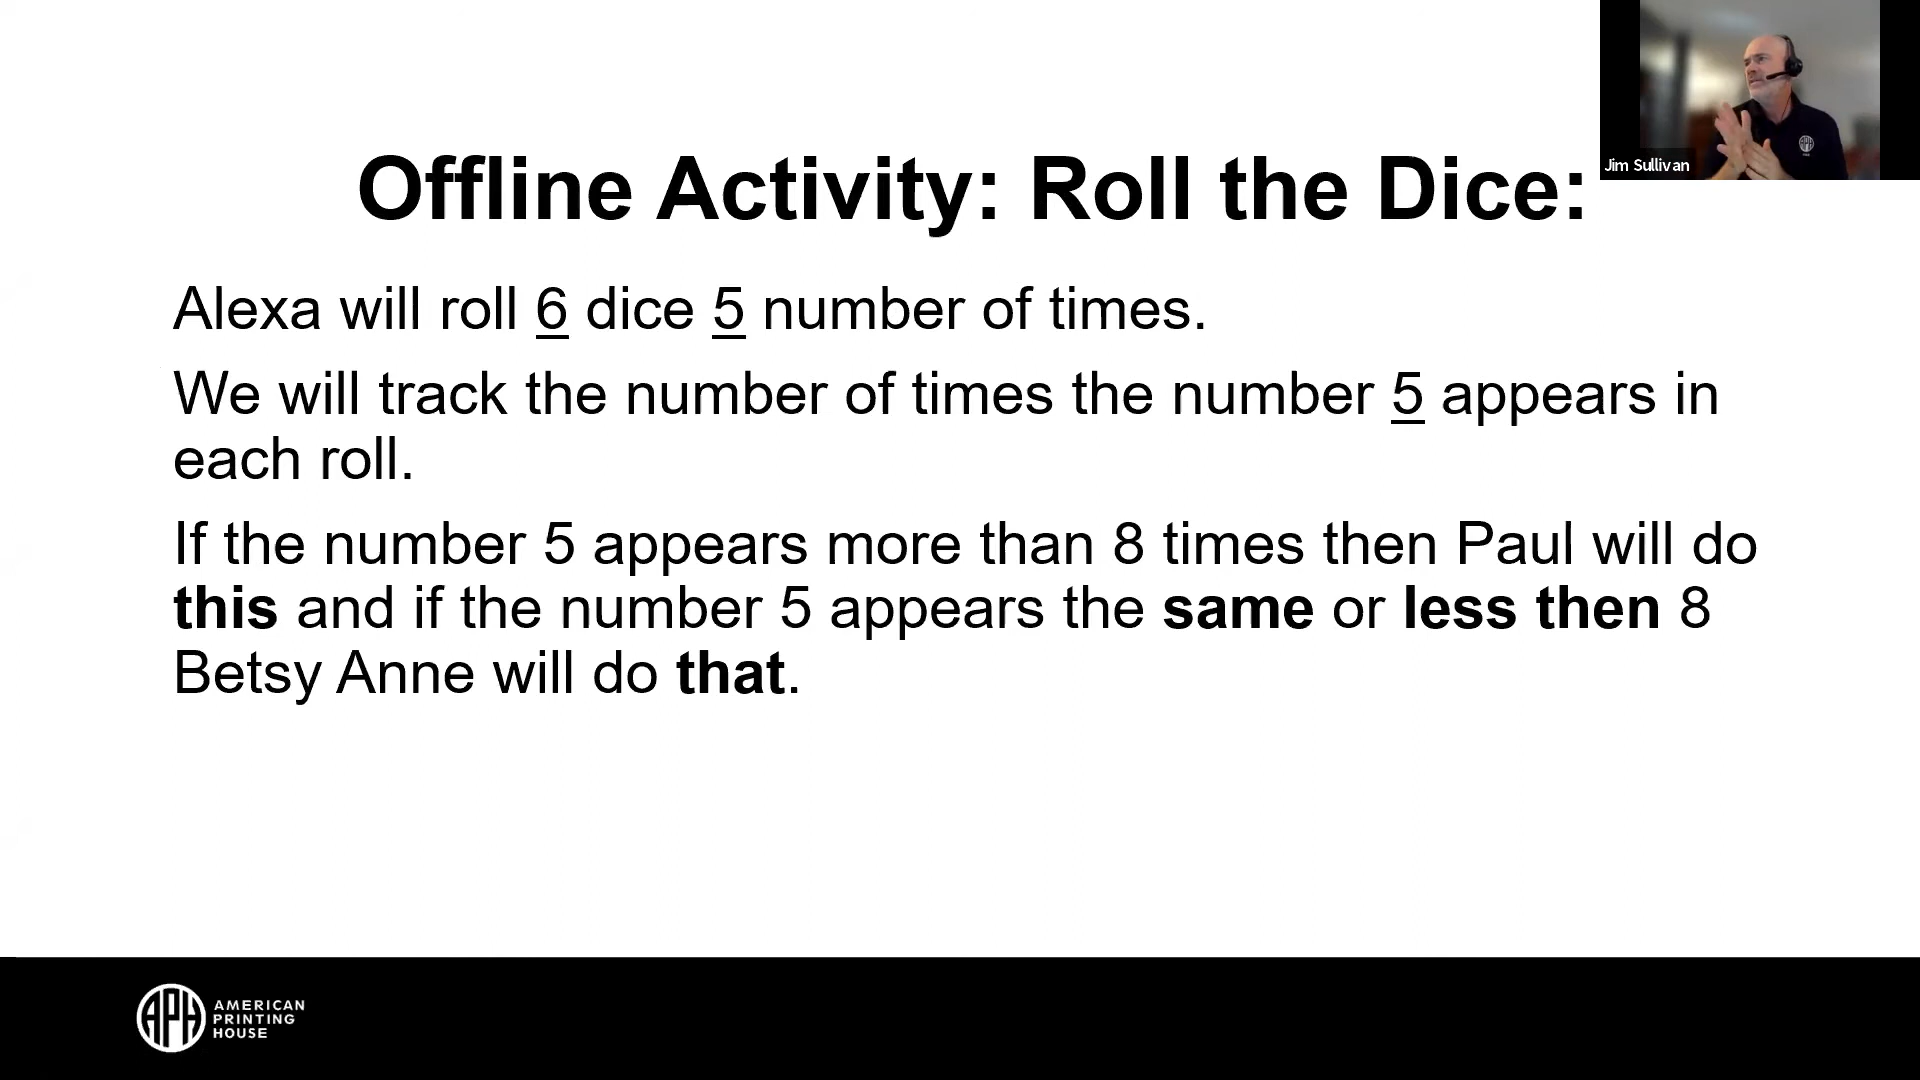 Jim Sullivan
Offline Activity: Roll the Dice:
Alexa will roll 6 dice 5 number of times.
We will track the number of times the number 5 appears in
each roll.
If the number 5 appears more than 8 times then Paul will do
this and if the number 5 appears the same or less then 8
Betsy Anne will do that.
APH
AMERICAN
PRINTING
HOUSE